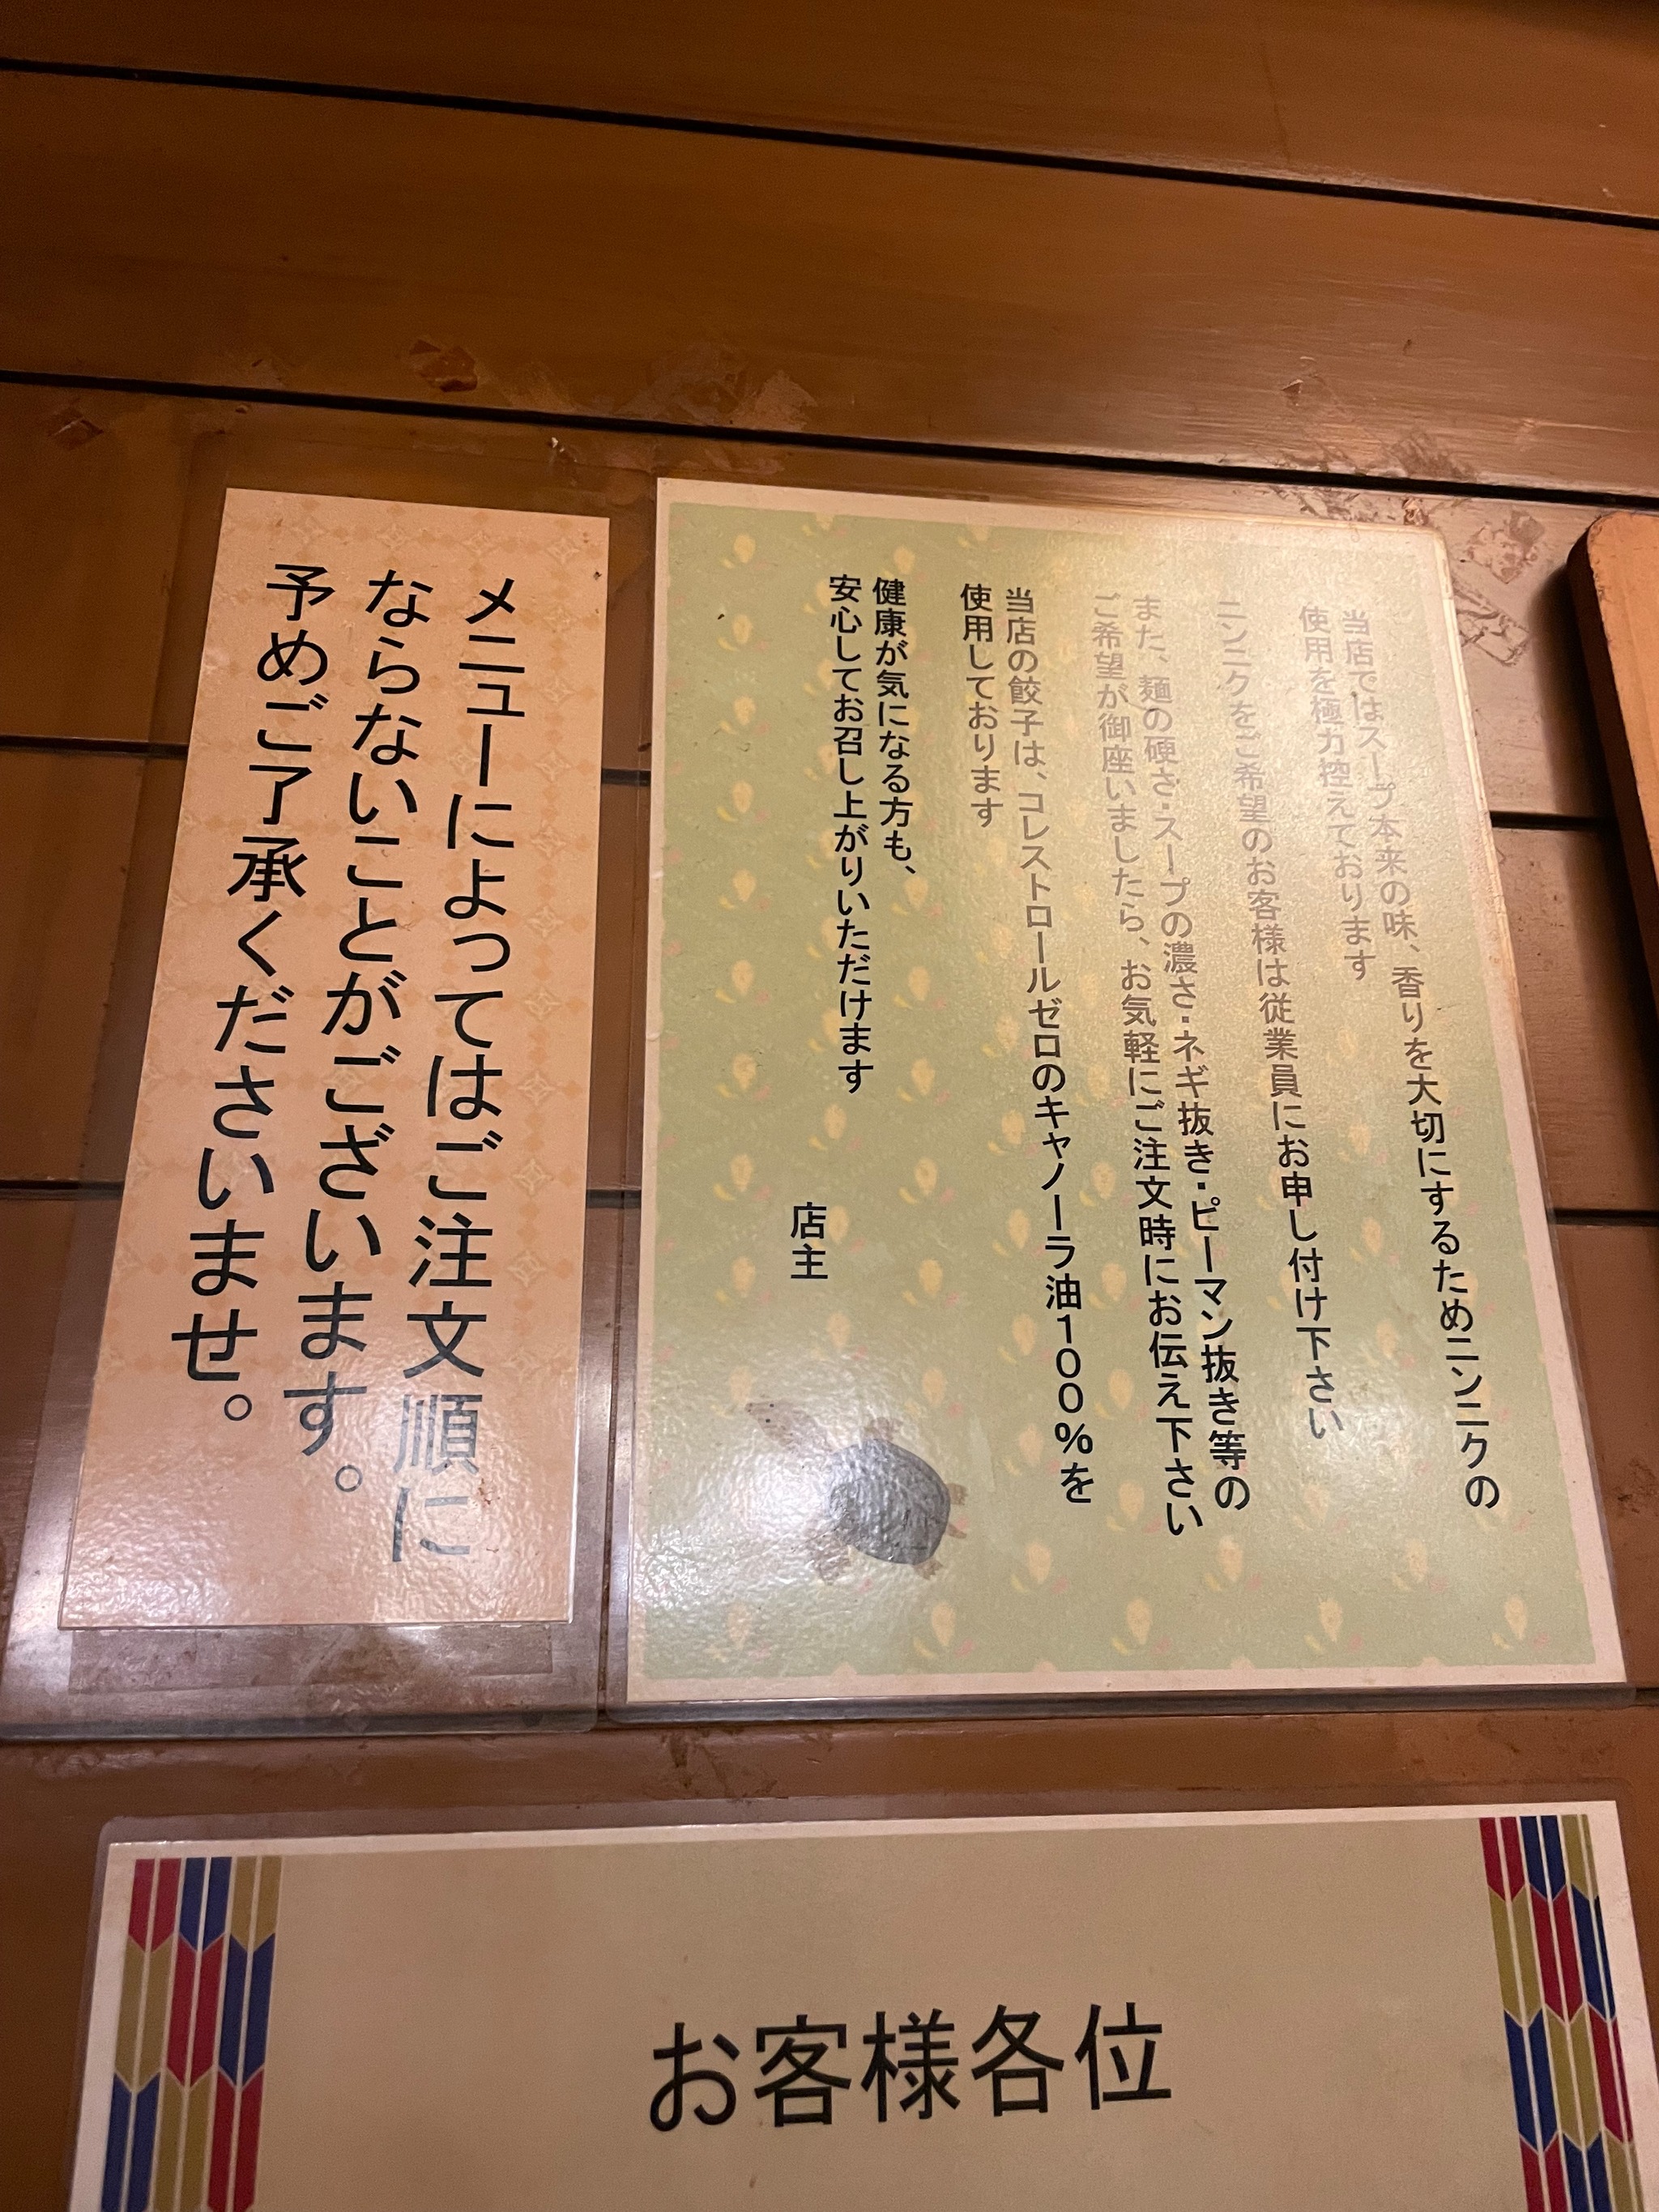 当店ではスープ本来の味、香りを大切にするためニンニクの
使用を極力控えております
ニンニクをご希望のお客様は従業員にお申し付け下さい
また、麺の硬さ・スープの濃さ・ネギ抜き・ピーマン抜き等の
ご希望が御座いましたら、お気軽にご注文時にお伝え下さい
当店の餃子は、コレストロールゼロのキャノーラ油100%を
使用しております
健康が気になる方も、
安心してお召し上がりいただけます
店主
メニューによってはご注文順に
ならないことがございます。
予めご了承くださいませ。
お客様各位